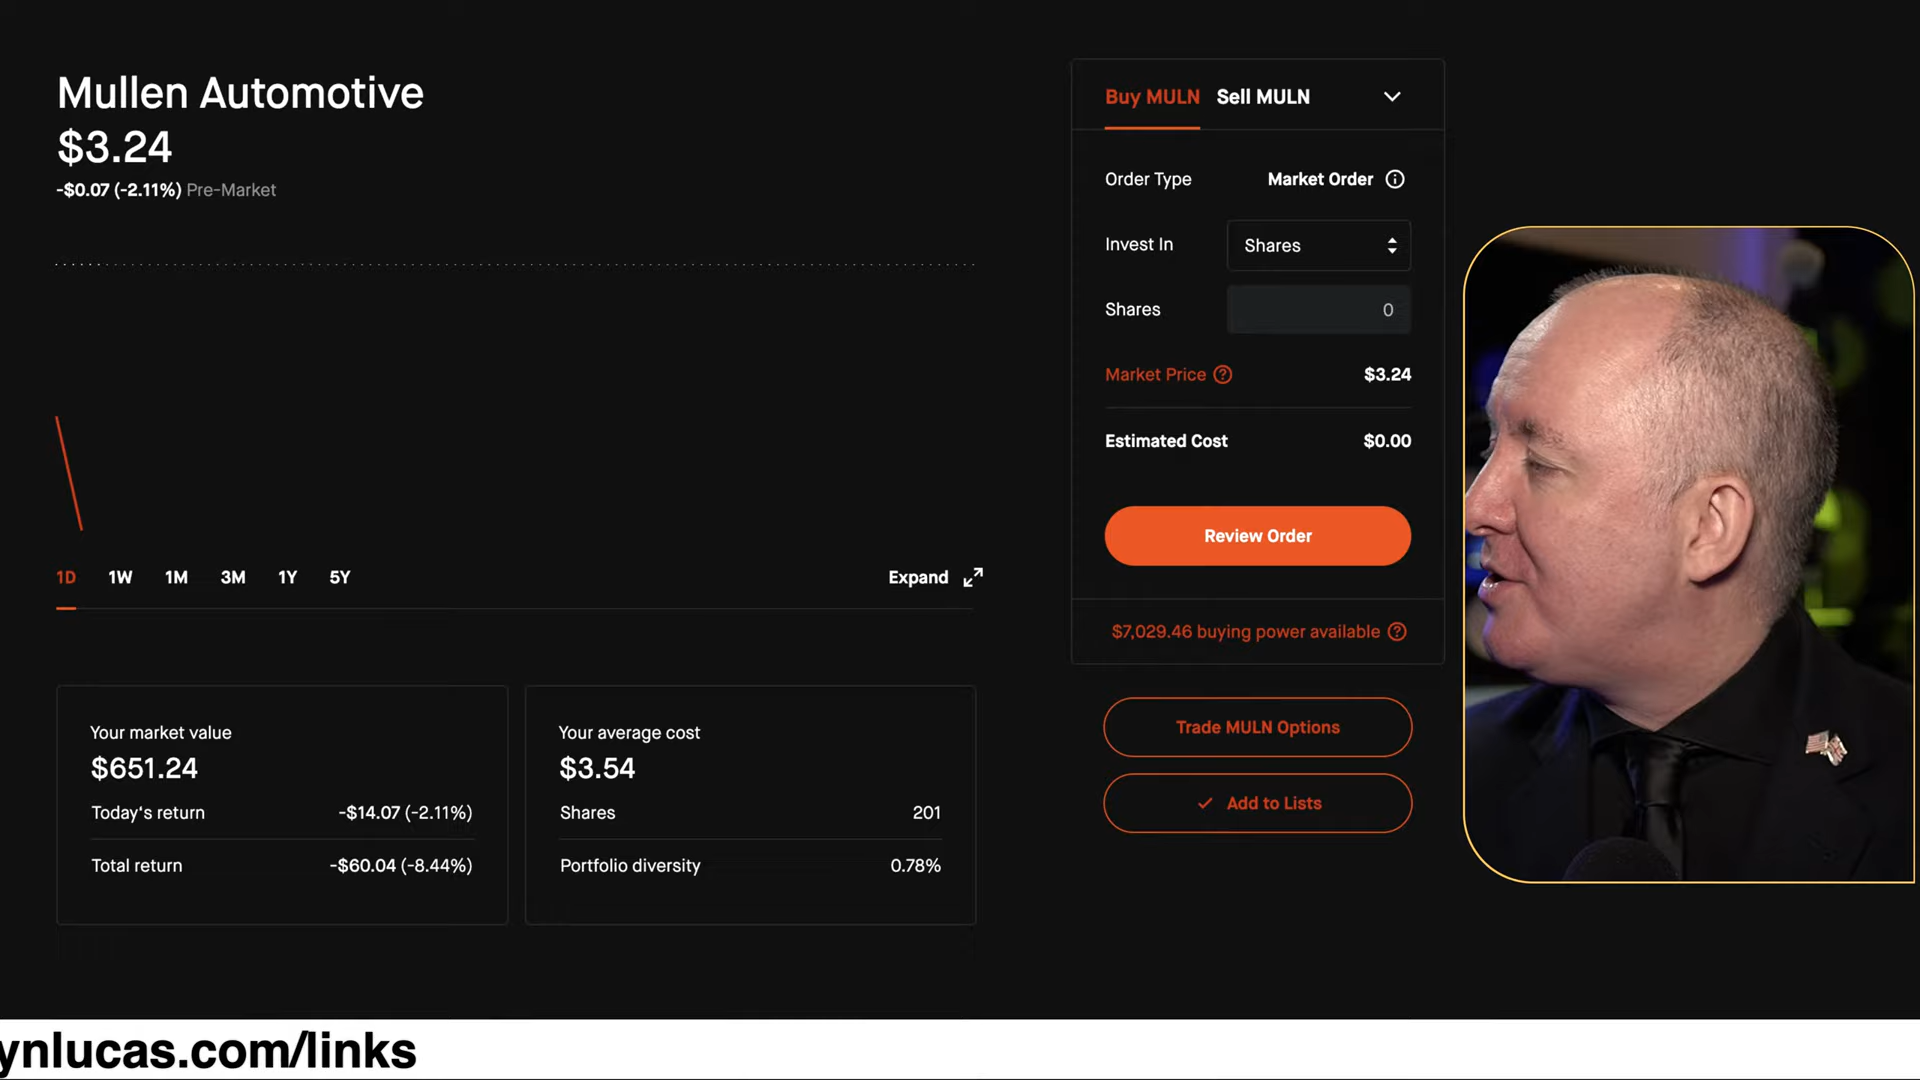 Mullen Automotive
$3.24
-$0.07 (-2.11%) Pre-Market
1D 1W 1M 3M 1Y 5Y Expand
Your market value
$651.24
Today's return -$14.07 (-2.11%)
Total return -$60.04 (-8.44%)
Your average cost
$3.54
Shares 201
Portfolio diversity 0.78%
Buy MULN Sell MULN
Order Type Market Order
Invest In Shares
Shares 0
Market Price $3.24
Estimated Cost $0.00
Review Order
$7,029.46 buying power available
Trade MULN Options
Add to Lists
ynlucas.com/links